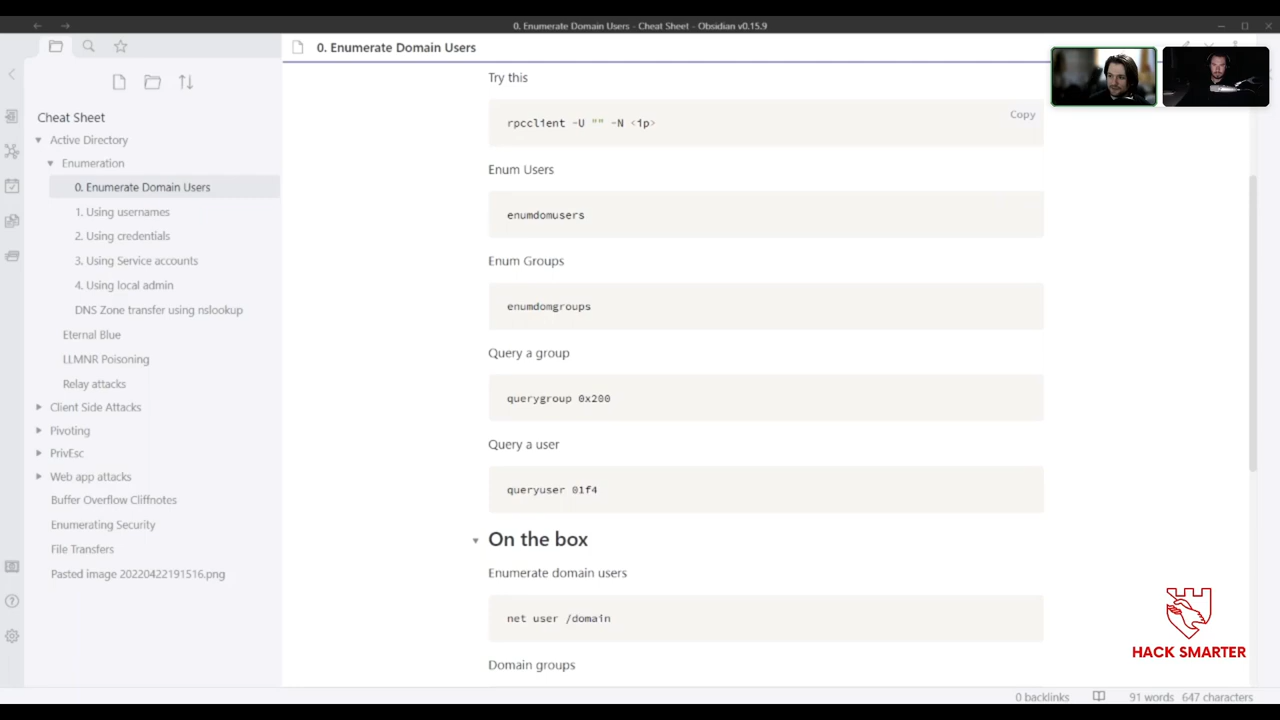 0. Enumerate Domain Users - Cheat Sheet - Obsidian v0.15.9
0. Enumerate Domain Users
Cheat Sheet
Active Directory
Enumeration
0. Enumerate Domain Users
1. Using usernames
2. Using credentials
3. Using Service accounts
4. Using local admin
DNS Zone transfer using nslookup
Eternal Blue
LLMNR Poisoning
Relay attacks
Client Side Attacks
Pivoting
PrivEsc
Web app attacks
Buffer Overflow Cliffnotes
Enumerating Security
File Transfers
Pasted image 20220422191516.png
Try this
rpcclient -U "" -N <ip>
Copy
Enum Users
enumdomusers
Enum Groups
enumdomgroups
Query a group
querygroup 0x200
Query a user
queryuser 01f4
On the box
Enumerate domain users
net user /domain
Domain groups
HACK SMARTER
0 backlinks
91 words 647 characters